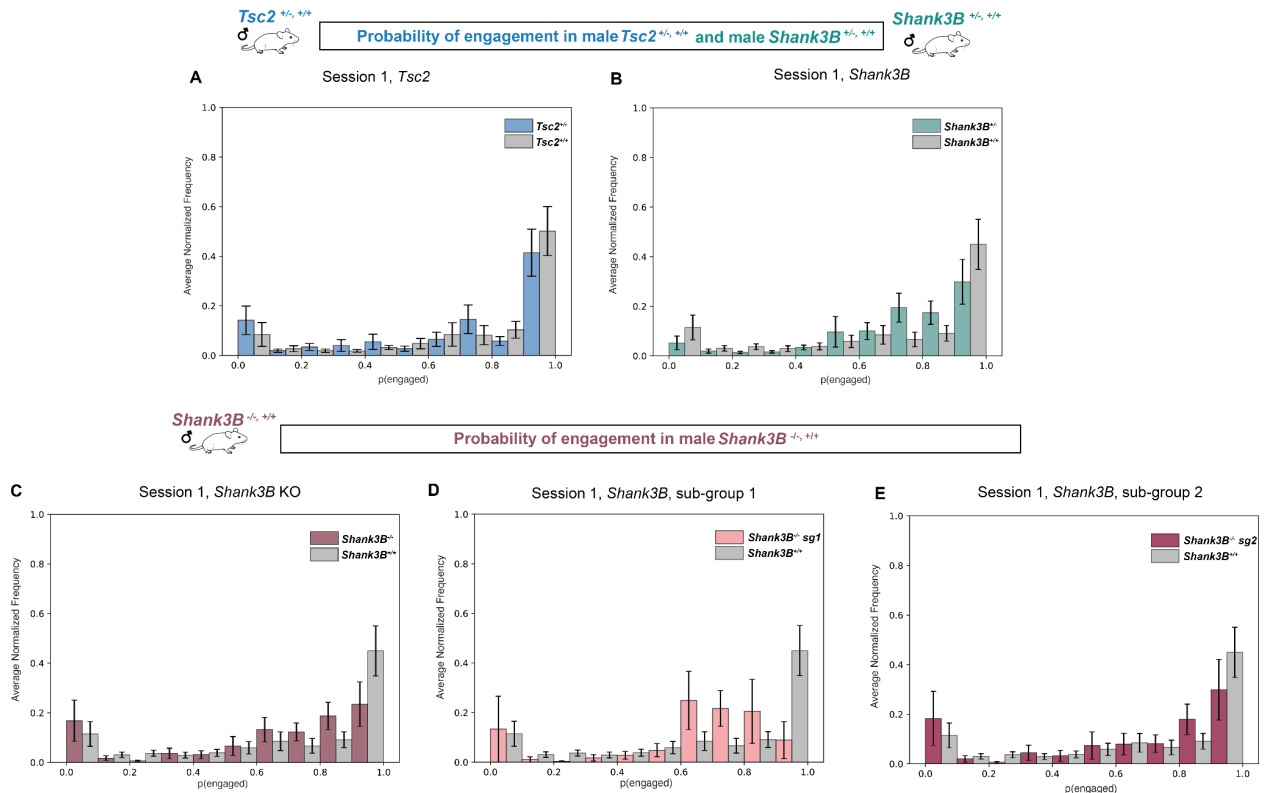 Tsc2 +/-, +/+
Shank3B +/-, +/+
♂
Probability of engagement in male Tsc2 +/-, +/+ and male Shank3B +/-, +/+
♂
A
Session 1, Tsc2
B
Session 1, Shank3B
1.0
0.8
0.6
0.4
0.2
0.0
Average Normalized Frequency
Tsc2+/-
Tsc2+/+
0.0 0.2 0.4 0.6 0.8 1.0
p(engaged)
1.0
0.8
0.6
0.4
0.2
0.0
Average Normalized Frequency
Shank3B+/-
Shank3B+/+
0.0 0.2 0.4 0.6 0.8 1.0
p(engaged)
Shank3B -/-, +/+
♂
Probability of engagement in male Shank3B -/-, +/+
C
Session 1, Shank3B KO
1.0
0.8
0.6
0.4
0.2
0.0
Average Normalized Frequency
Shank3B-/-
Shank3B+/+
0.0 0.2 0.4 0.6 0.8 1.0
p(engaged)
D
Session 1, Shank3B, sub-group 1
1.0
0.8
0.6
0.4
0.2
0.0
Average Normalized Frequency
Shank3B-/- sg1
Shank3B+/+
0.0 0.2 0.4 0.6 0.8 1.0
p(engaged)
E
Session 1, Shank3B, sub-group 2
1.0
0.8
0.6
0.4
0.2
0.0
Average Normalized Frequency
Shank3B-/- sg2
Shank3B+/+
0.0 0.2 0.4 0.6 0.8 1.0
p(engaged)